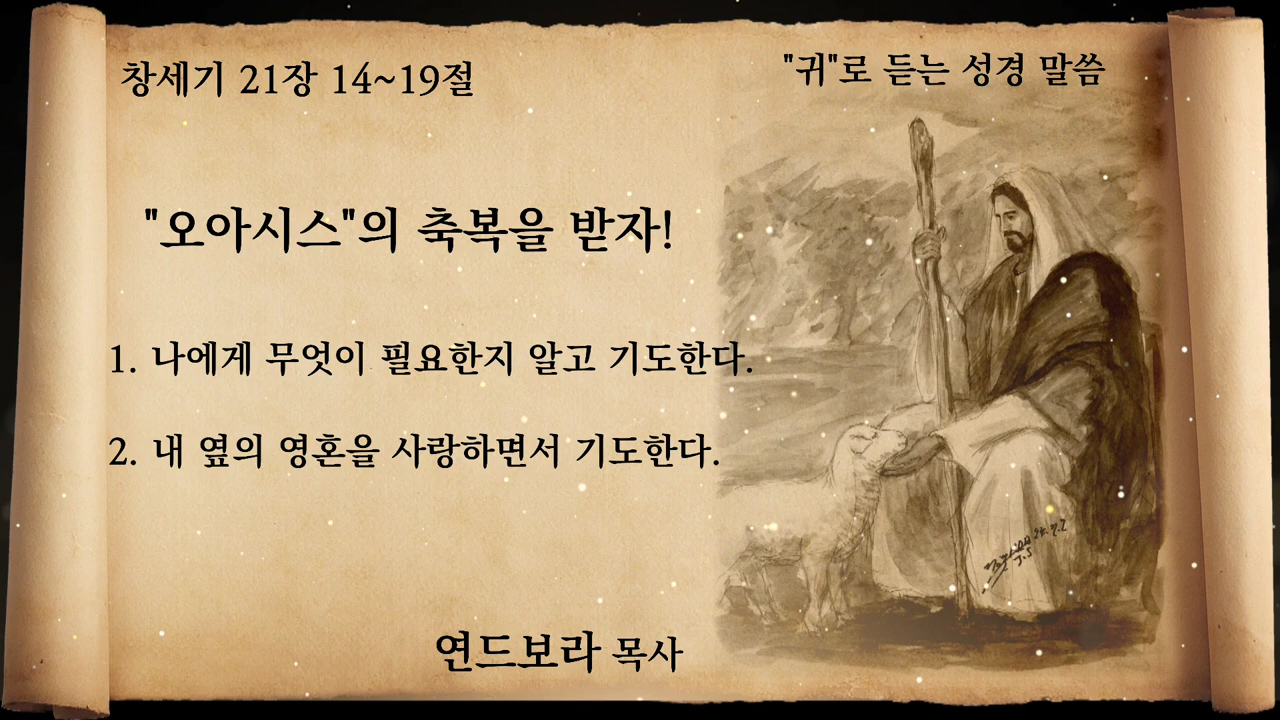 창세기 21장 14~19절
"귀"로 듣는 성경 말씀
"오아시스"의 축복을 받자!
1. 나에게 무엇이 필요한지 알고 기도한다.
2. 내 옆의 영혼을 사랑하면서 기도한다.
연드보라 목사